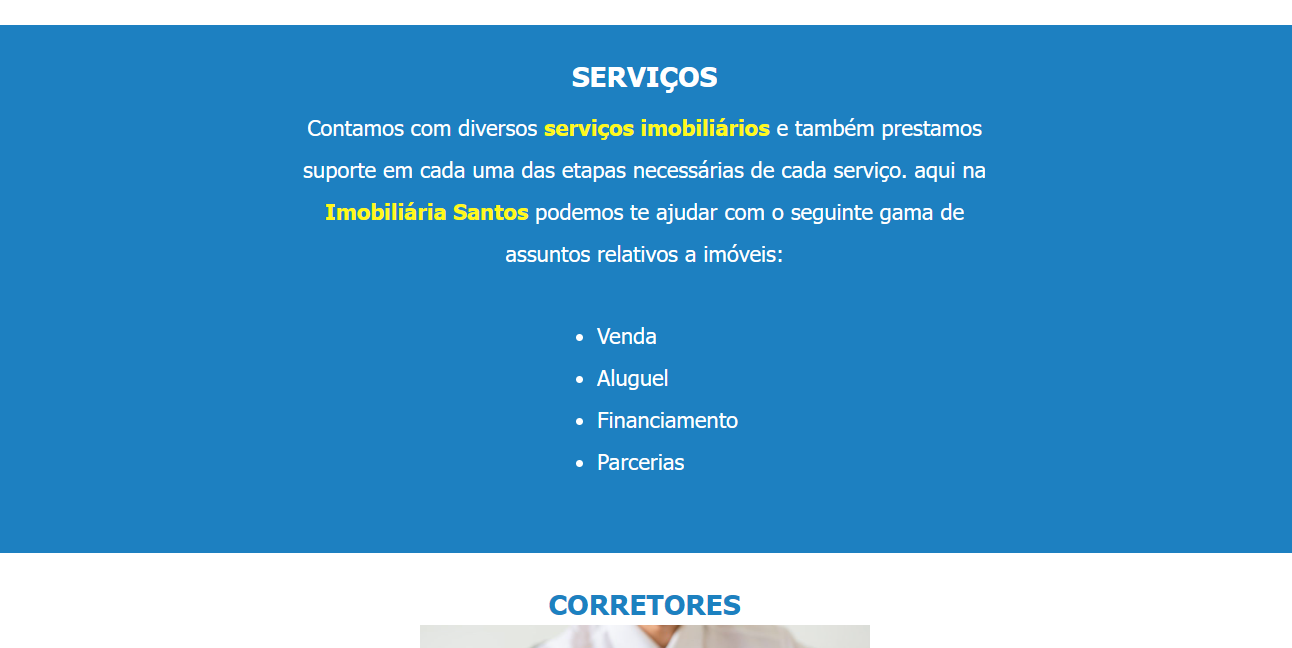 SERVIÇOS
Contamos com diversos serviços imobiliários e também prestamos
suporte em cada uma das etapas necessárias de cada serviço. aqui na
Imobiliária Santos podemos te ajudar com o seguinte gama de
assuntos relativos a imóveis:
• Venda
• Aluguel
• Financiamento
• Parcerias
CORRETORES